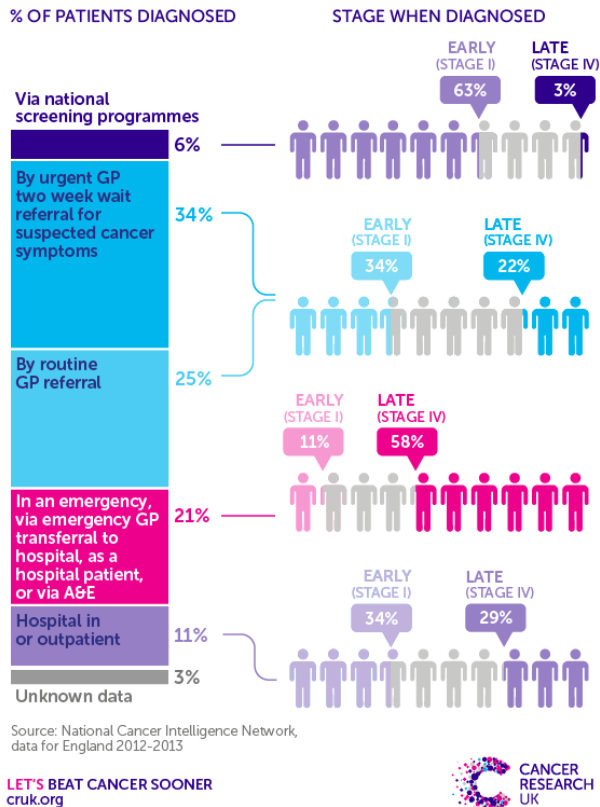 % OF PATIENTS DIAGNOSED
STAGE WHEN DIAGNOSED
EARLY
(STAGE I)
63%
LATE
(STAGE IV)
3%
Via national
screening programmes
6%
By urgent GP
two week wait
referral for
suspected cancer
symptoms
34%
EARLY
(STAGE I)
34%
LATE
(STAGE IV)
22%
By routine
GP referral
25%
EARLY
(STAGE I)
11%
LATE
(STAGE IV)
58%
In an emergency,
via emergency GP
transferral to
hospital, as a
hospital patient,
or via A&E
21%
EARLY
(STAGE I)
34%
LATE
(STAGE IV)
29%
Hospital in
or outpatient
11%
3%
Unknown data
Source: National Cancer Intelligence Network,
data for England 2012-2013
LET'S BEAT CANCER SOONER
cruk.org
CANCER
RESEARCH
UK